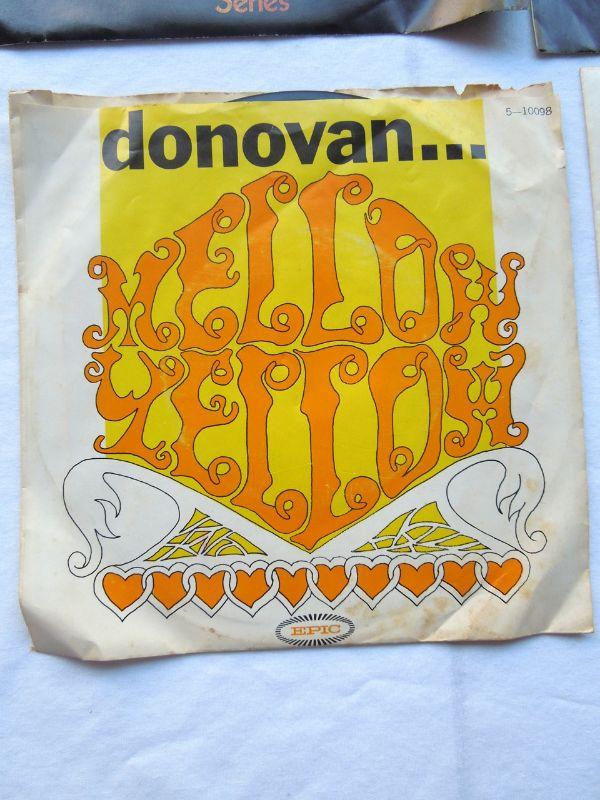 Series
donovan...
5—10098
MELLOW
YELLOW
EPIC